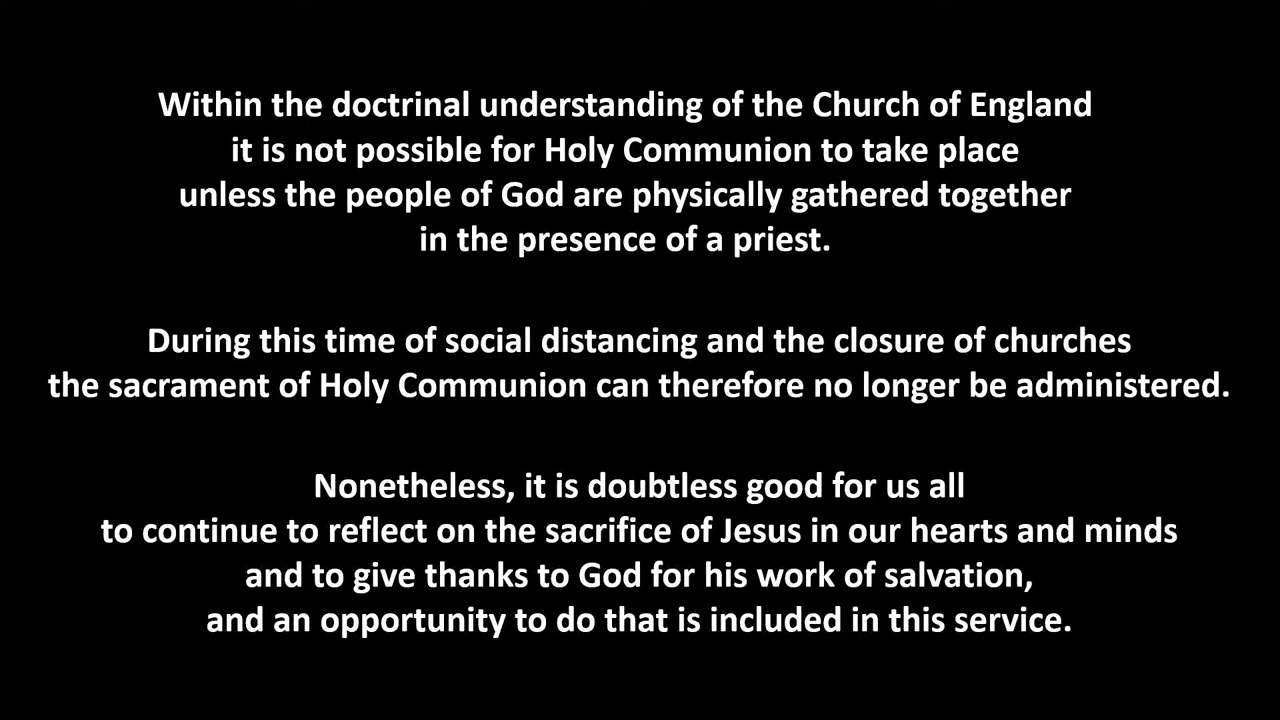 Within the doctrinal understanding of the Church of England
it is not possible for Holy Communion to take place
unless the people of God are physically gathered together
in the presence of a priest.
During this time of social distancing and the closure of churches
the sacrament of Holy Communion can therefore no longer be administered.
Nonetheless, it is doubtless good for us all
to continue to reflect on the sacrifice of Jesus in our hearts and minds
and to give thanks to God for his work of salvation,
and an opportunity to do that is included in this service.